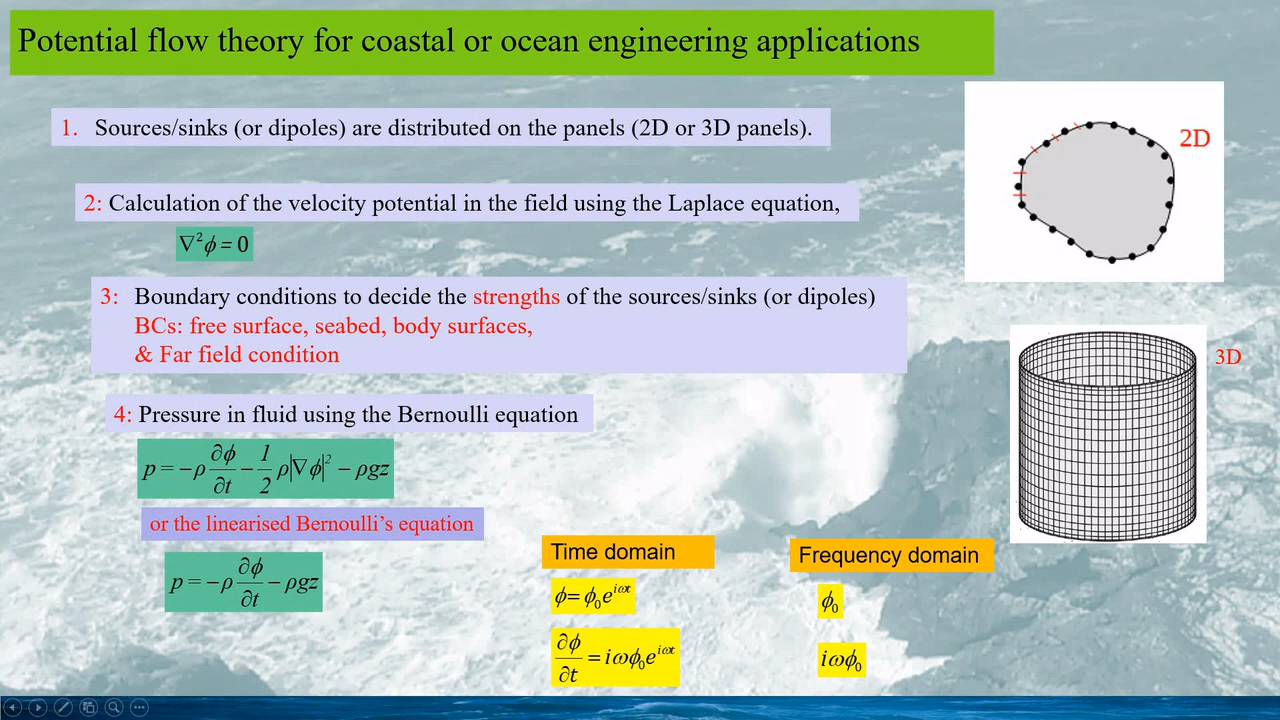 Potential flow theory for coastal or ocean engineering applications
1. Sources/sinks (or dipoles) are distributed on the panels (2D or 3D panels).
2D
2: Calculation of the velocity potential in the field using the Laplace equation,
∇²ϕ = 0
3: Boundary conditions to decide the strengths of the sources/sinks (or dipoles)
BCs: free surface, seabed, body surfaces,
& Far field condition
3D
4: Pressure in fluid using the Bernoulli equation
p = −ρ ∂ϕ/∂t − 1/2 ρ|∇ϕ|² − ρgz
or the linearised Bernoulli's equation
p = −ρ ∂ϕ/∂t − ρgz
Time domain
ϕ = ϕ₀e^{iωt}
∂ϕ/∂t = iωϕ₀e^{iωt}
Frequency domain
ϕ₀
iωϕ₀